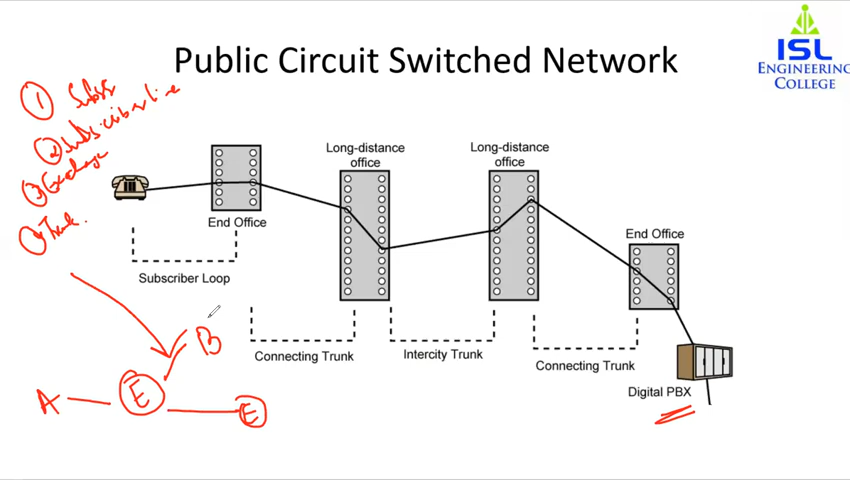 Public Circuit Switched Network
ISL
ENGINEERING
COLLEGE
① Subs
② Subscriber line
③ Exchange
Trunk.
Long-distance
office
Long-distance
office
End Office
End Office
Subscriber Loop
Connecting Trunk
Intercity Trunk
Connecting Trunk
Digital PBX
A
E
B
E